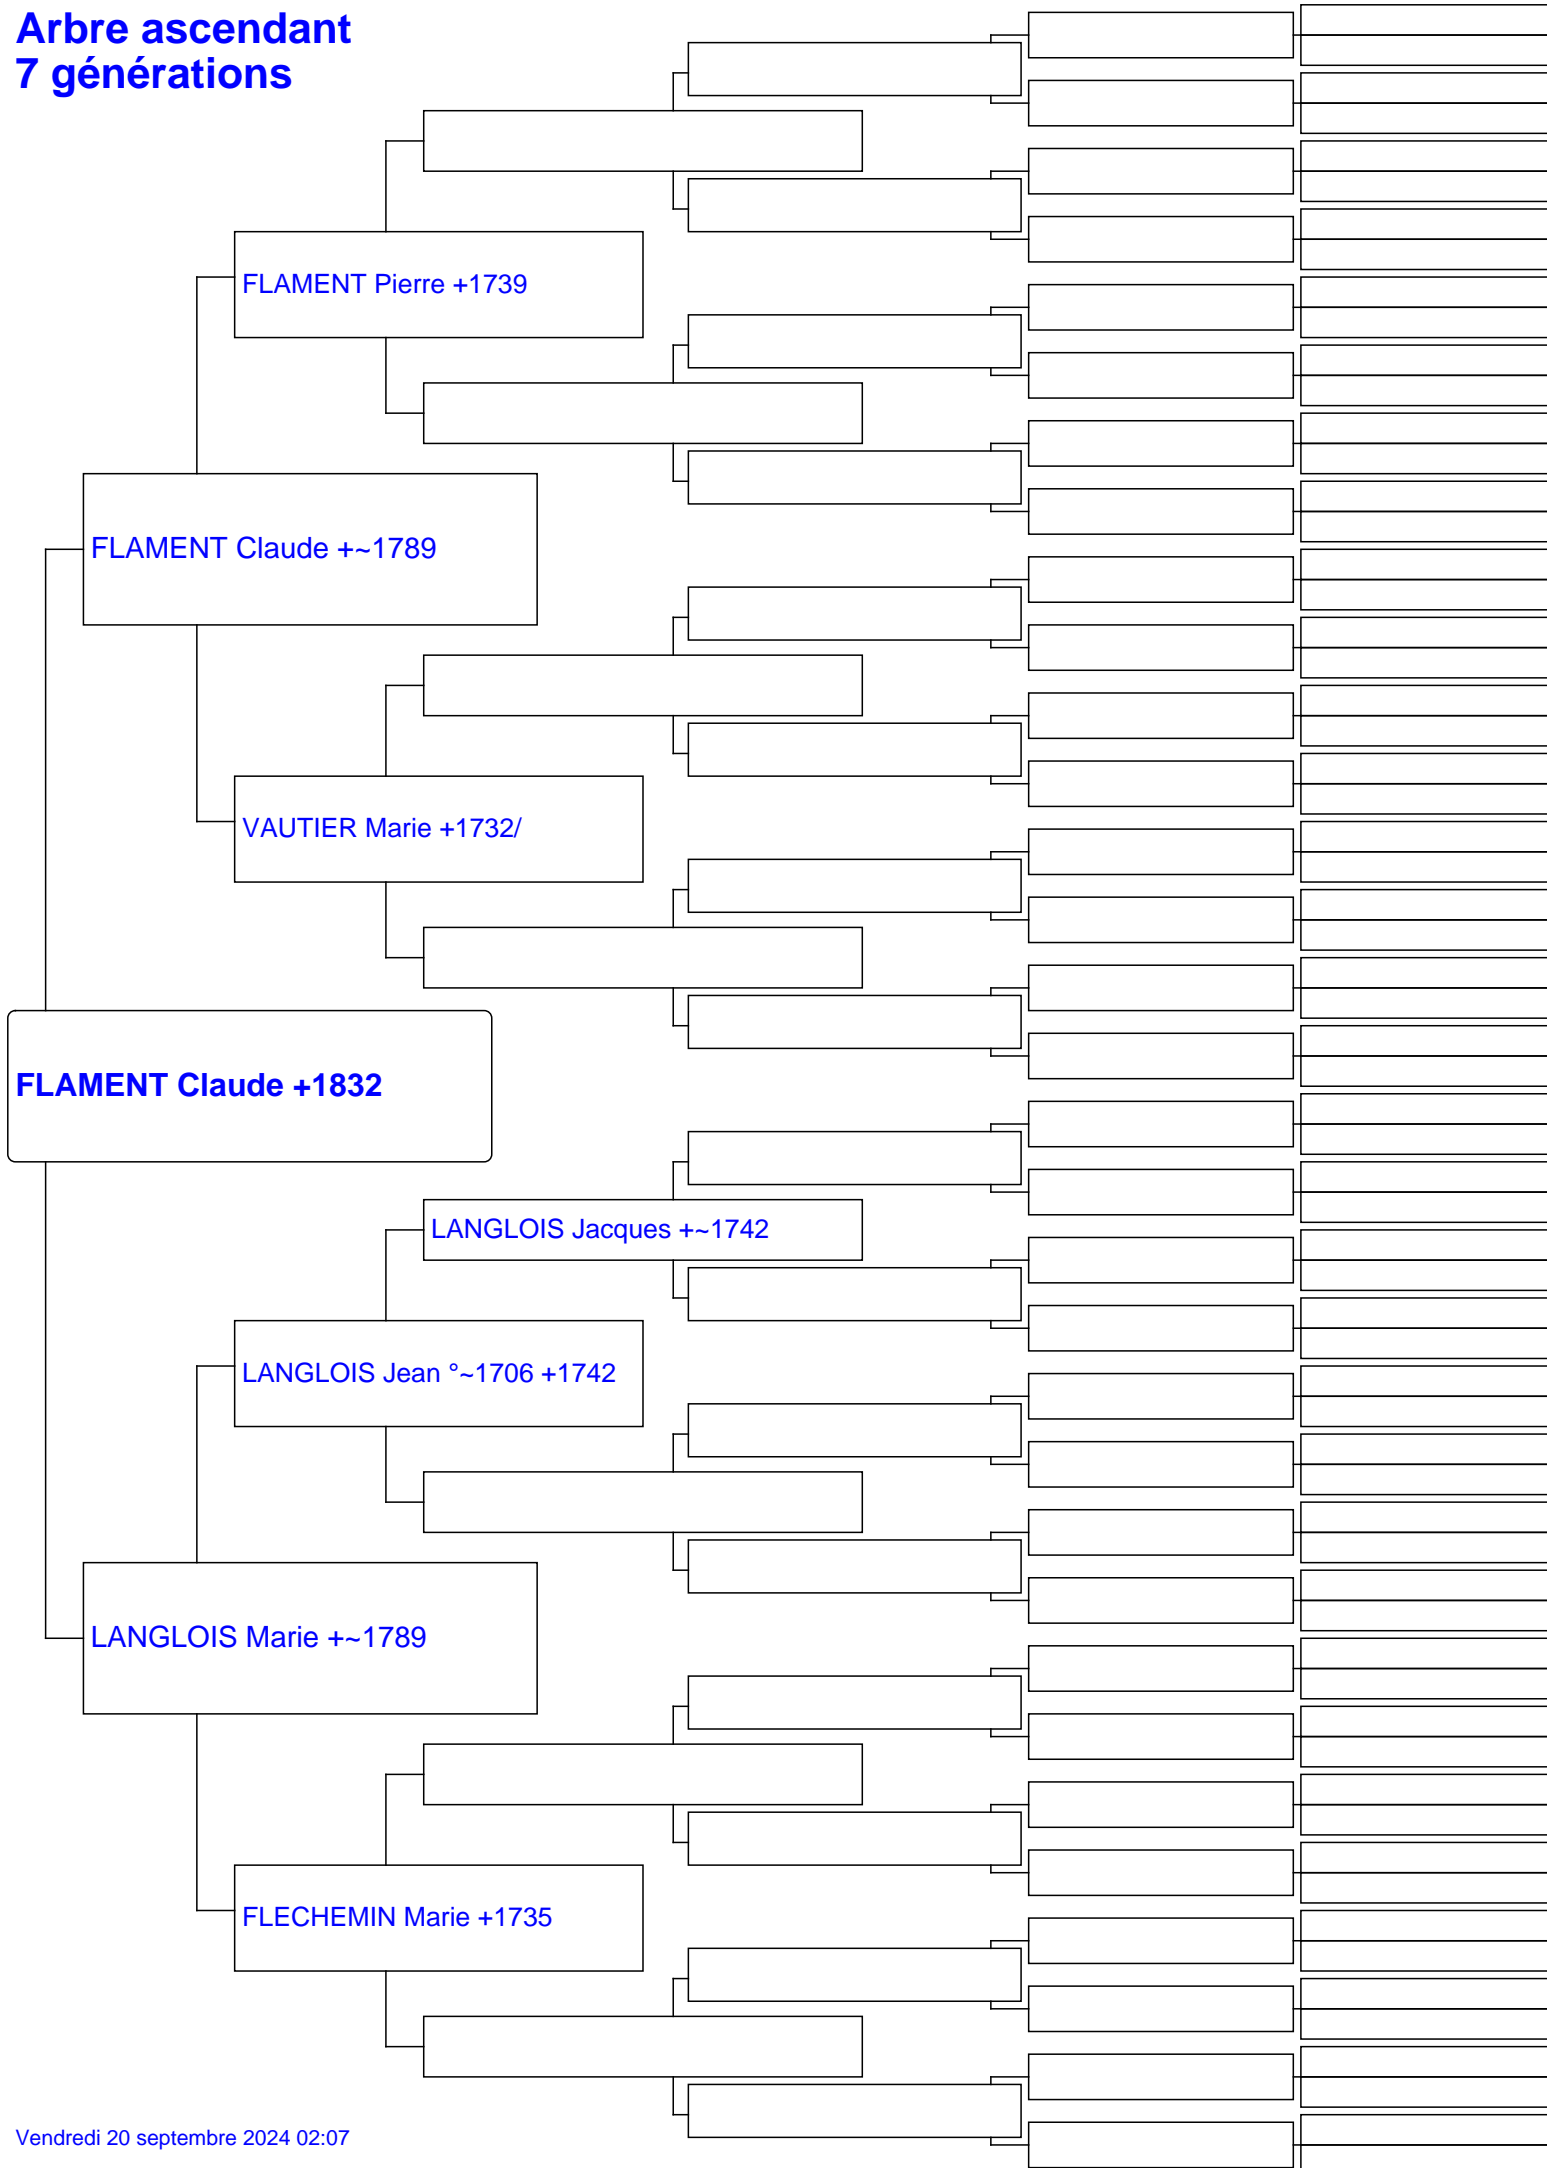 Arbre ascendant
7 générations
FLAMENT Pierre +1739
FLAMENT Claude +~1789
VAUTIER Marie +1732/
FLAMENT Claude +1832
LANGLOIS Jacques +~1742
LANGLOIS Jean °~1706 +1742
LANGLOIS Marie +~1789
FLECHEMIN Marie +1735
Vendredi 20 septembre 2024 02:07